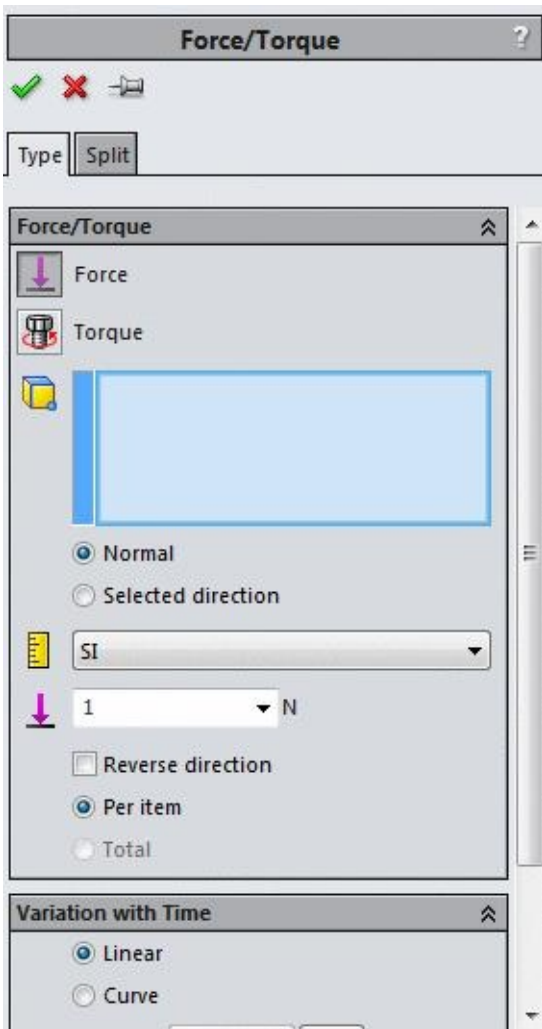 Force/Torque ?
Type Split
Force/Torque
Force
Torque
Normal
Selected direction
SI
1 N
Reverse direction
Per item
Total
Variation with Time
Linear
Curve